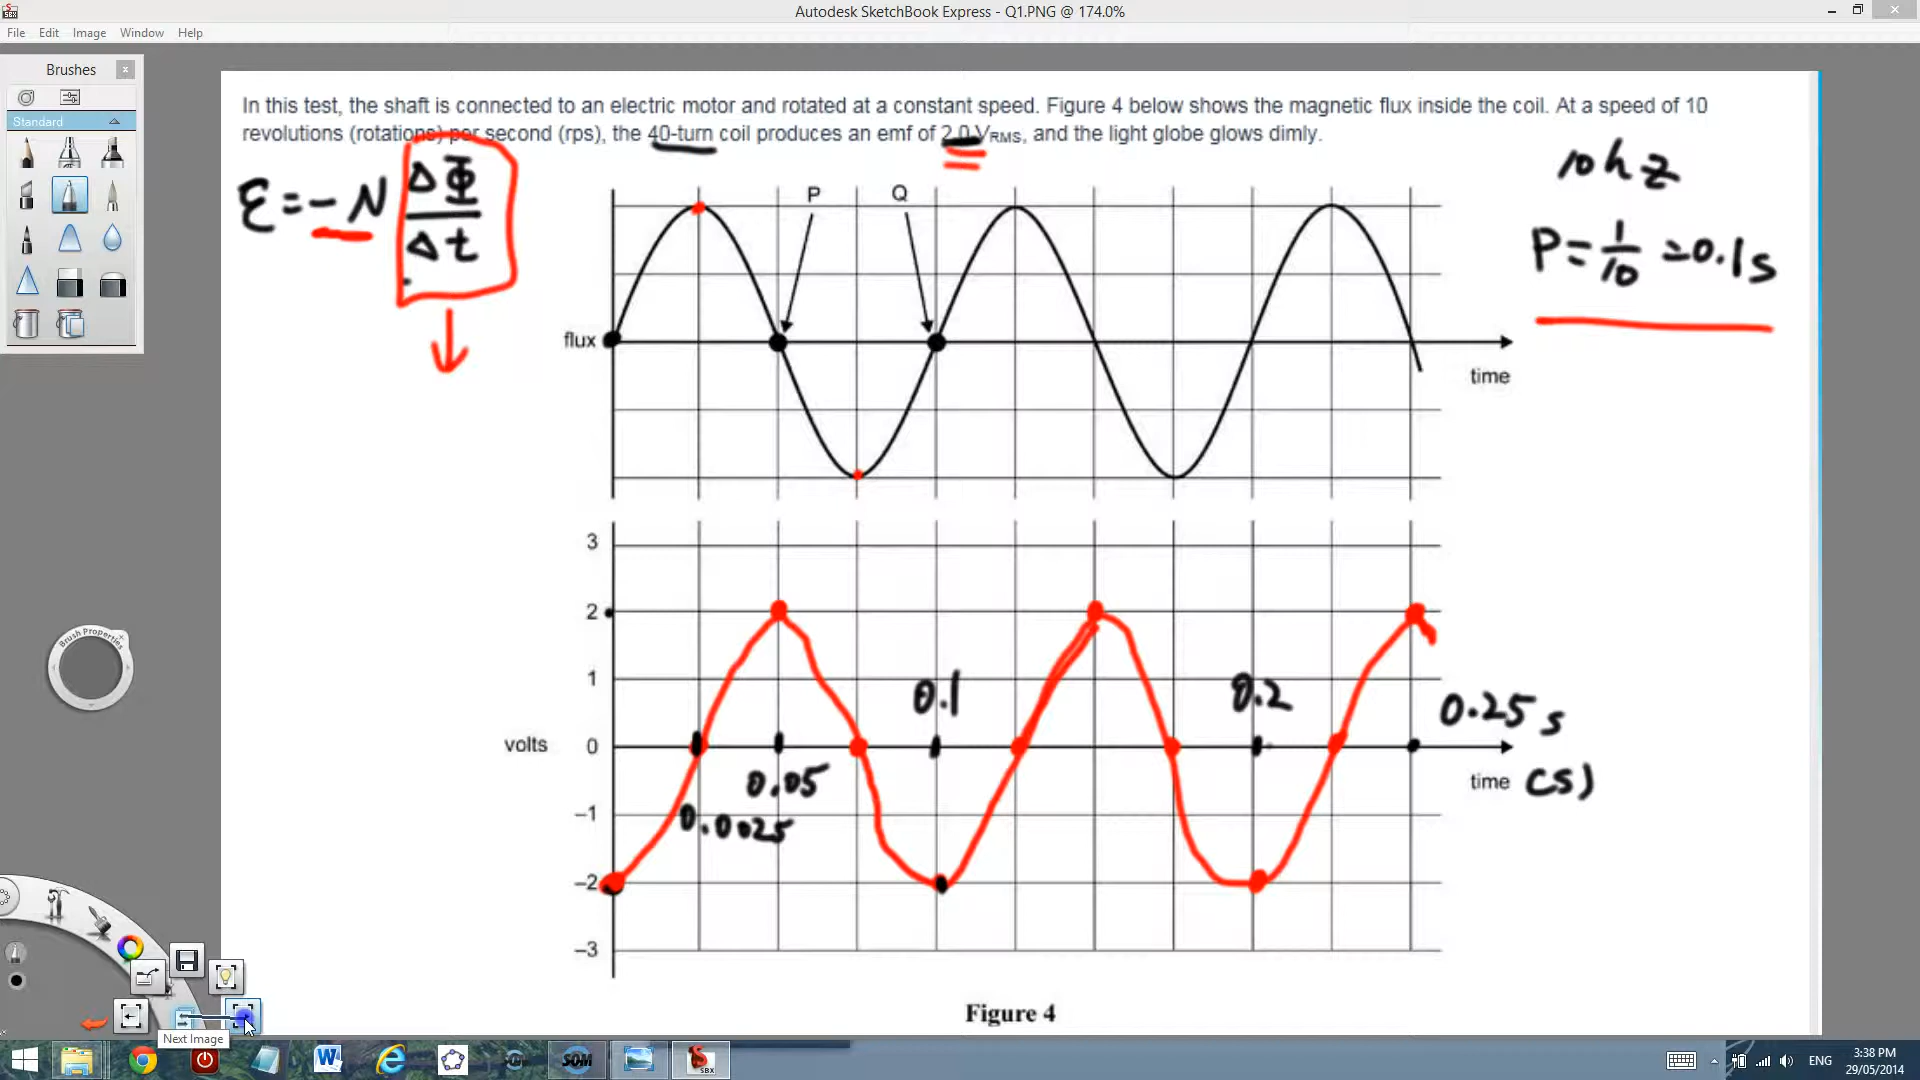 Autodesk SketchBook Express - Q1.PNG @ 174.0%
File Edit Image Window Help
Brushes
Standard
In this test, the shaft is connected to an electric motor and rotated at a constant speed. Figure 4 below shows the magnetic flux inside the coil. At a speed of 10
revolutions (rotations) per second (rps), the 40-turn coil produces an emf of 2.0 VRMS, and the light globe glows dimly.
ε = - N ΔΦ
Δt
10 hz
P = 1/10 = 0.1 s
P Q
flux
time
3
2
1
volts 0
-1
-2
-3
0.1
0.2
0.25 s
0.05
0.0025
time (s)
Figure 4
Brush Properties
Next Image
SBX
ENG
3:38 PM
29/05/2014